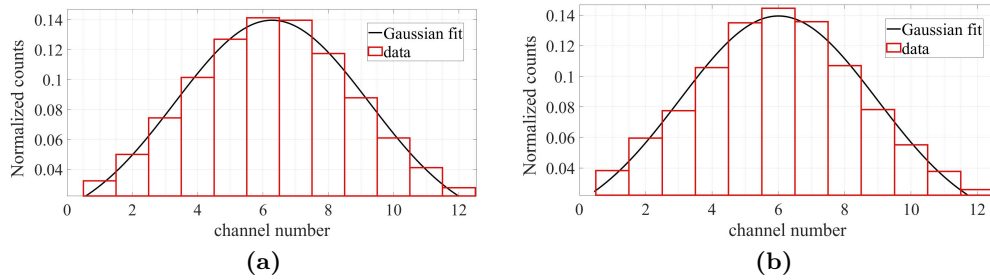 0.14
0.12
0.1
0.08
0.06
0.04
Normalized counts
Gaussian fit
data
0 2 4 6 8 10 12
channel number
(a)
0.14
0.12
0.1
0.08
0.06
0.04
Normalized counts
Gaussian fit
data
0 2 4 6 8 10 12
channel number
(b)